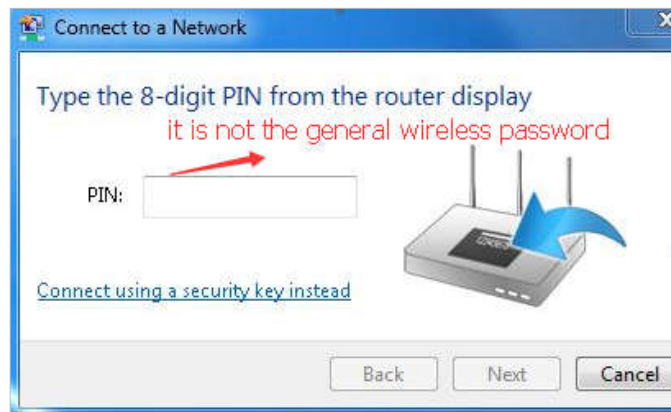 Connect to a Network
Type the 8-digit PIN from the router display
it is not the general wireless password
PIN:
Connect using a security key instead
Back Next Cancel